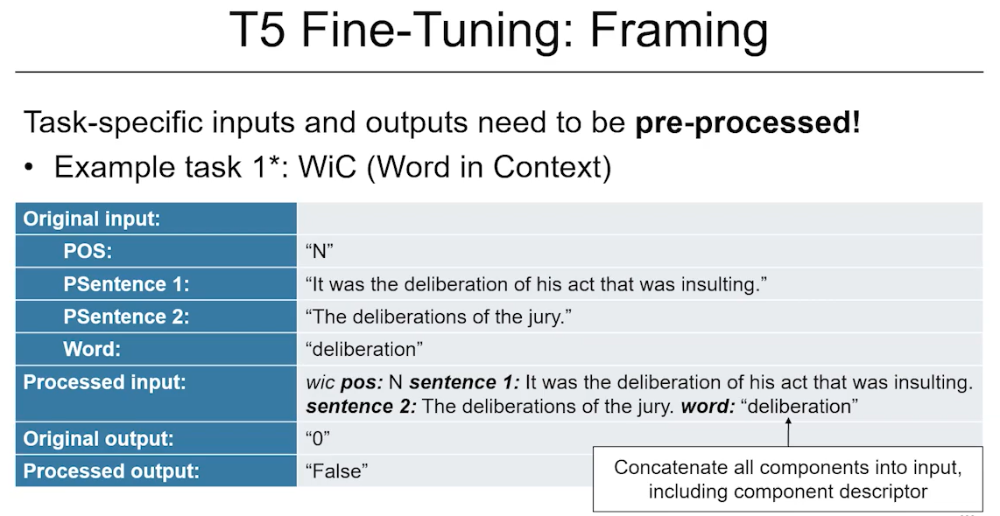 T5 Fine-Tuning: Framing
Task-specific inputs and outputs need to be pre-processed!
• Example task 1*: WiC (Word in Context)
Original input:
POS: “N”
PSentence 1: “It was the deliberation of his act that was insulting.”
PSentence 2: “The deliberations of the jury.”
Word: “deliberation”
Processed input: wic pos: N sentence 1: It was the deliberation of his act that was insulting.
sentence 2: The deliberations of the jury. word: “deliberation”
Original output: “0”
Processed output: “False”
Concatenate all components into input,
including component descriptor